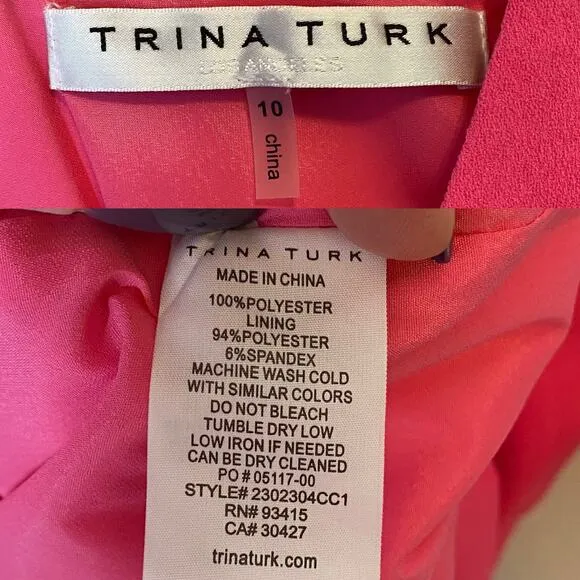 TRINA TURK
LOS ANGELES
10
china
TRINA TURK
MADE IN CHINA
100%POLYESTER
LINING
94%POLYESTER
6%SPANDEX
MACHINE WASH COLD
WITH SIMILAR COLORS
DO NOT BLEACH
TUMBLE DRY LOW
LOW IRON IF NEEDED
CAN BE DRY CLEANED
PO # 05117-00
STYLE# 2302304CC1
RN# 93415
CA# 30427
trinaturk.com